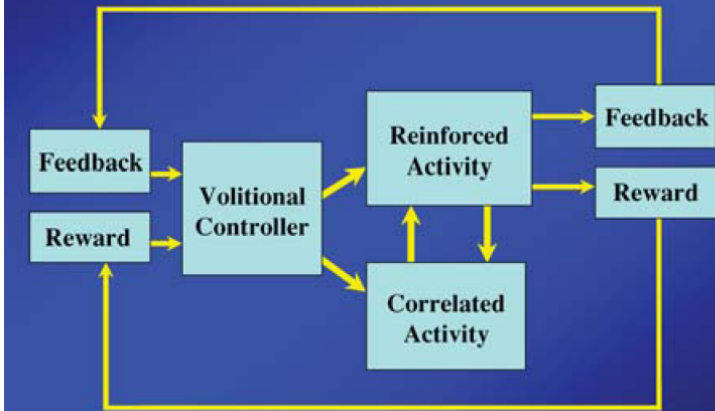 Feedback
Reward
Volitional
Controller
Reinforced
Activity
Correlated
Activity
Feedback
Reward